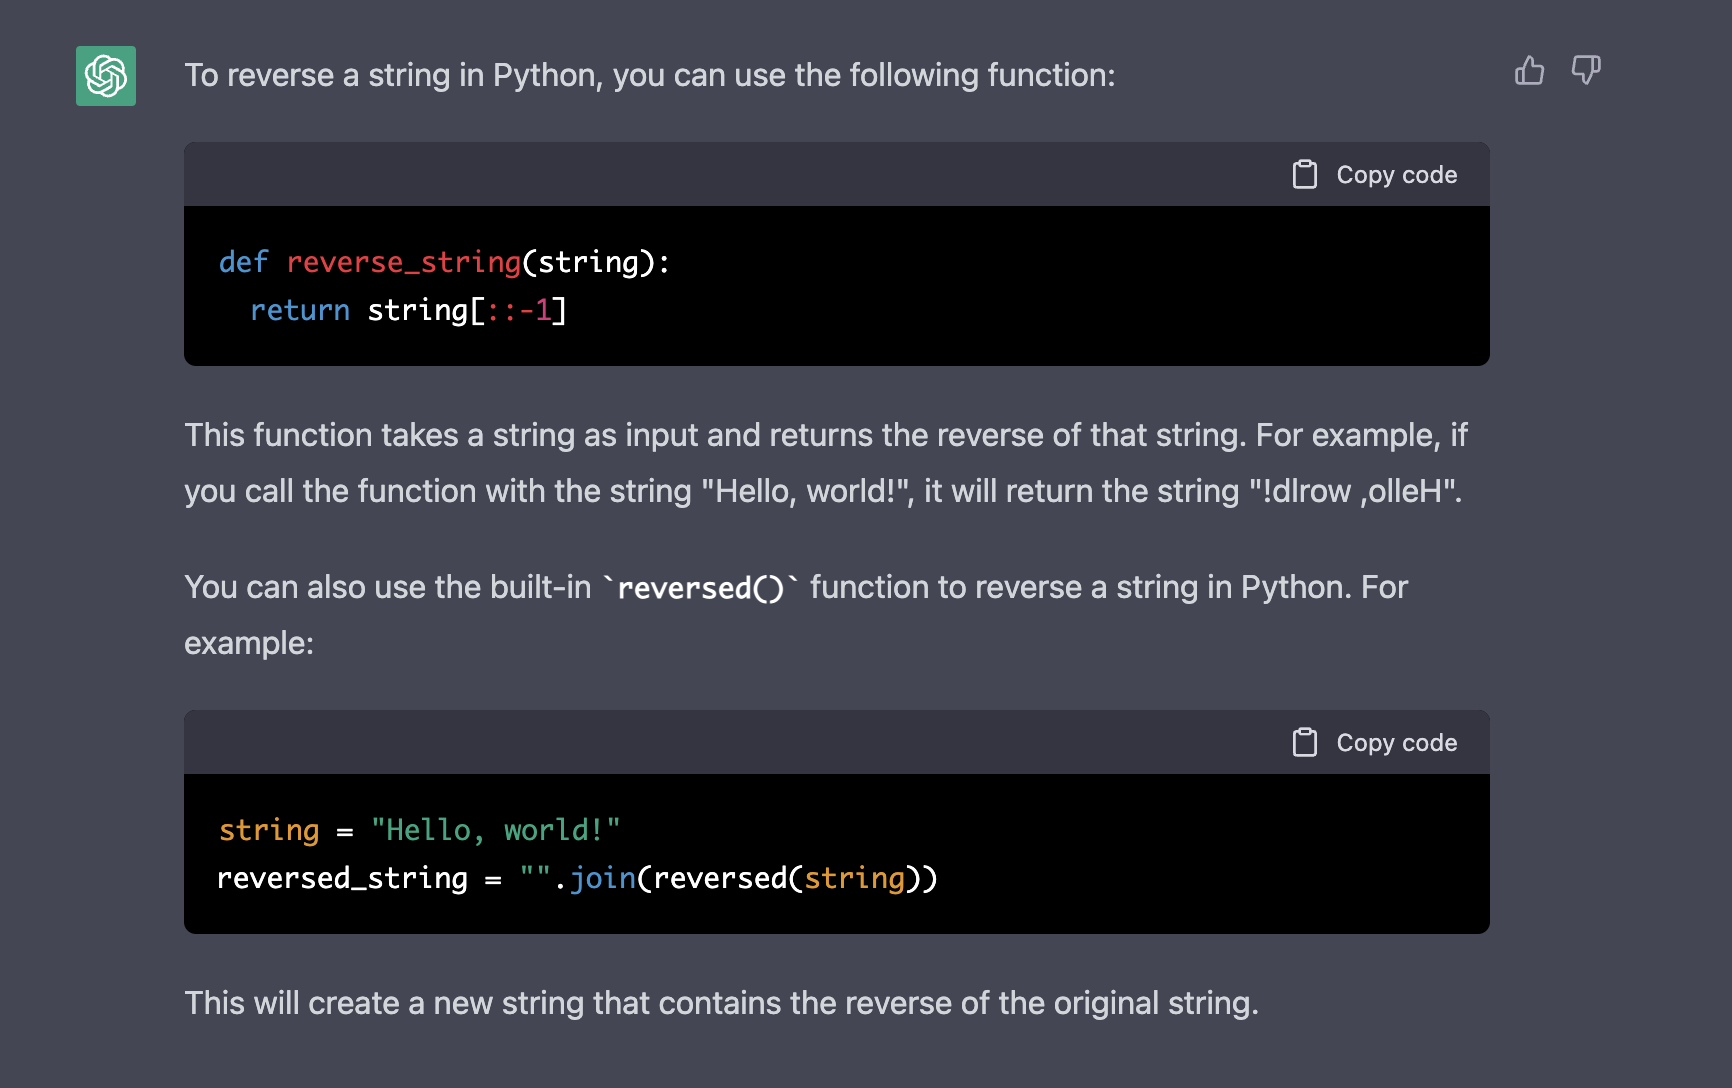 To reverse a string in Python, you can use the following function:
Copy code
def reverse_string(string):
  return string[::-1]
This function takes a string as input and returns the reverse of that string. For example, if
you call the function with the string "Hello, world!", it will return the string "!dlrow ,olleH".
You can also use the built-in `reversed()` function to reverse a string in Python. For
example:
Copy code
string = "Hello, world!"
reversed_string = "".join(reversed(string))
This will create a new string that contains the reverse of the original string.